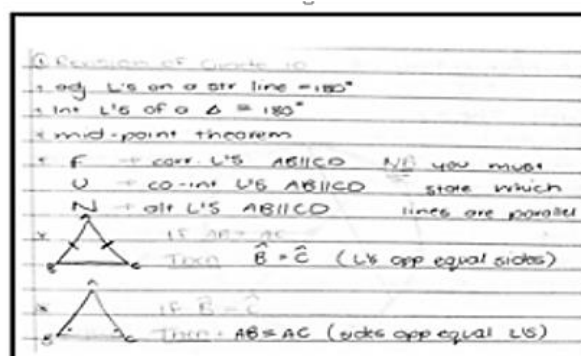 ① Revision of Grade 10
* adj L's on a str line = 180°
* Int L's of a Δ = 180°
* mid-point theorem
* F → corr. L'S AB||CD NB you must
U → co-int L'S AB||CD state which
N → alt L'S AB||CD lines are parallel
* A IF AB = AC
B C Then B̂ = Ĉ (L's opp equal sides)
* A IF B̂ = Ĉ
B C Then AB = AC (sides opp equal L's)